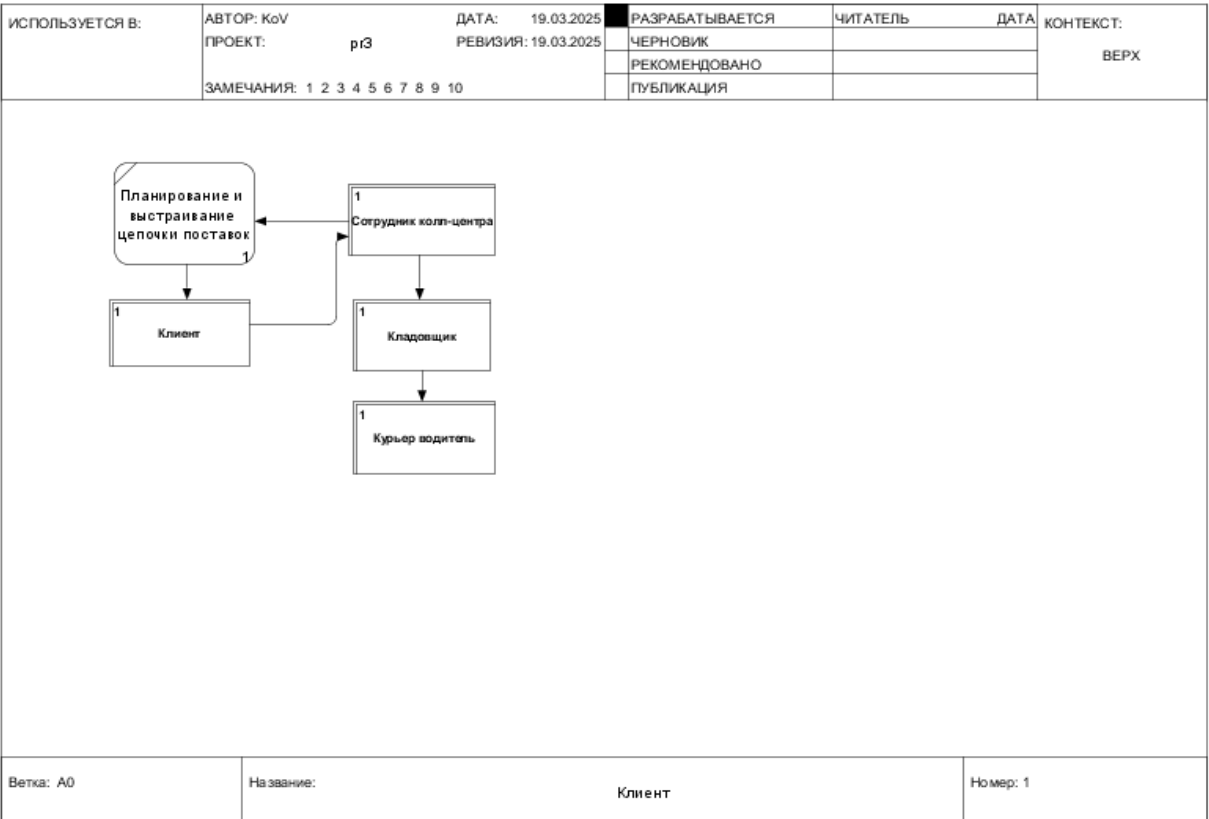 ИСПОЛЬЗУЕТСЯ В:
АВТОР: KoV
ДАТА: 19.03.2025
ПРОЕКТ: pr3
РЕВИЗИЯ: 19.03.2025
ЗАМЕЧАНИЯ: 1 2 3 4 5 6 7 8 9 10
РАЗРАБАТЫВАЕТСЯ
ЧЕРНОВИК
РЕКОМЕНДОВАНО
ПУБЛИКАЦИЯ
ЧИТАТЕЛЬ
ДАТА
КОНТЕКСТ:
ВЕРХ
Планирование и
выстраивание
цепочки поставок
1
1
Сотрудник колл-центра
1
Клиент
1
Кладовщик
1
Курьер водитель
Ветка: A0
Название:
Клиент
Номер: 1